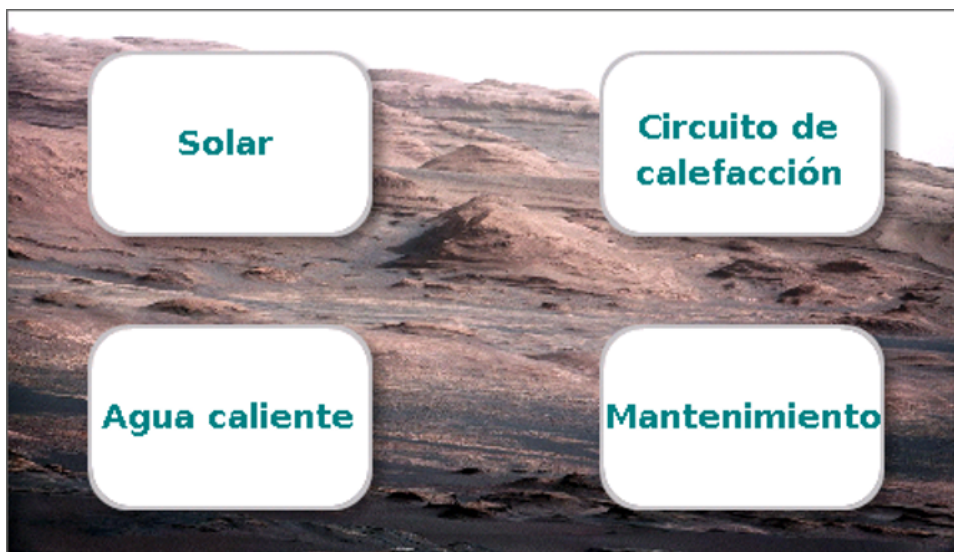 Solar
Circuito de
calefacción
Agua caliente
Mantenimiento